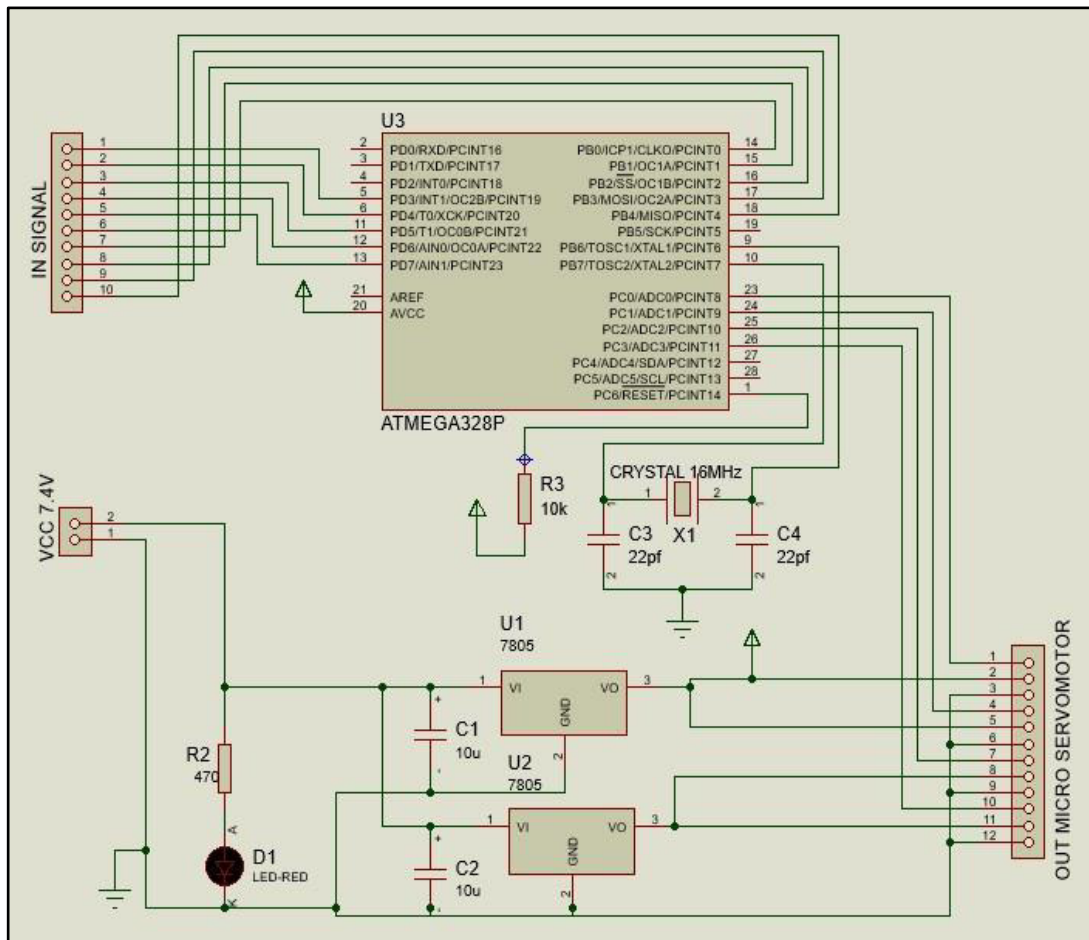 U3
IN SIGNAL
1
2
3
4
5
6
7
8
9
10
2 PD0/RXD/PCINT16
3 PD1/TXD/PCINT17
4 PD2/INT0/PCINT18
5 PD3/INT1/OC2B/PCINT19
6 PD4/T0/XCK/PCINT20
11 PD5/T1/OC0B/PCINT21
12 PD6/AIN0/OC0A/PCINT22
13 PD7/AIN1/PCINT23
21 AREF
20 AVCC
PB0/ICP1/CLKO/PCINT0 14
PB1/OC1A/PCINT1 15
PB2/SS/OC1B/PCINT2 16
PB3/MOSI/OC2A/PCINT3 17
PB4/MISO/PCINT4 18
PB5/SCK/PCINT5 19
PB6/TOSC1/XTAL1/PCINT6 9
PB7/TOSC2/XTAL2/PCINT7 10
PC0/ADC0/PCINT8 23
PC1/ADC1/PCINT9 24
PC2/ADC2/PCINT10 25
PC3/ADC3/PCINT11 26
PC4/ADC4/SDA/PCINT12 27
PC5/ADC5/SCL/PCINT13 28
PC6/RESET/PCINT14 1
ATMEGA328P
R3
10k
CRYSTAL 16MHz
1 2
X1
1
C3
22pf
2
1
C4
22pf
2
VCC 7.4V
2
1
U1
7805
1 VI VO 3
GND
2
+
C1
10u
-
U2
7805
1 VI VO 3
GND
2
+
C2
10u
-
R2
470
A
D1
LED-RED
K
OUT MICRO SERVOMOTOR
1
2
3
4
5
6
7
8
9
10
11
12